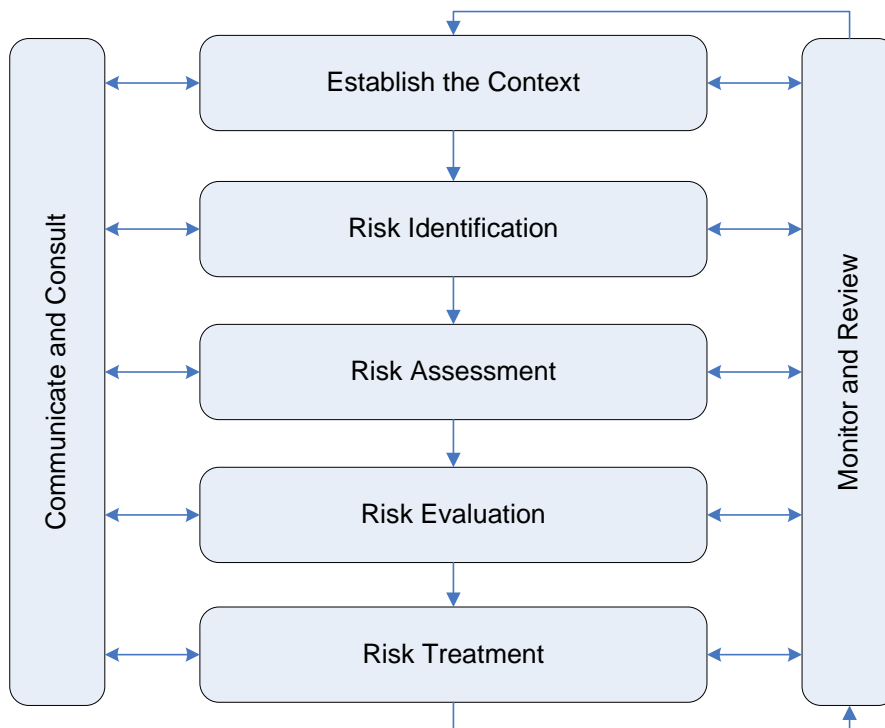 Establish the Context
Risk Identification
Risk Assessment
Risk Evaluation
Risk Treatment
Communicate and Consult
Monitor and Review